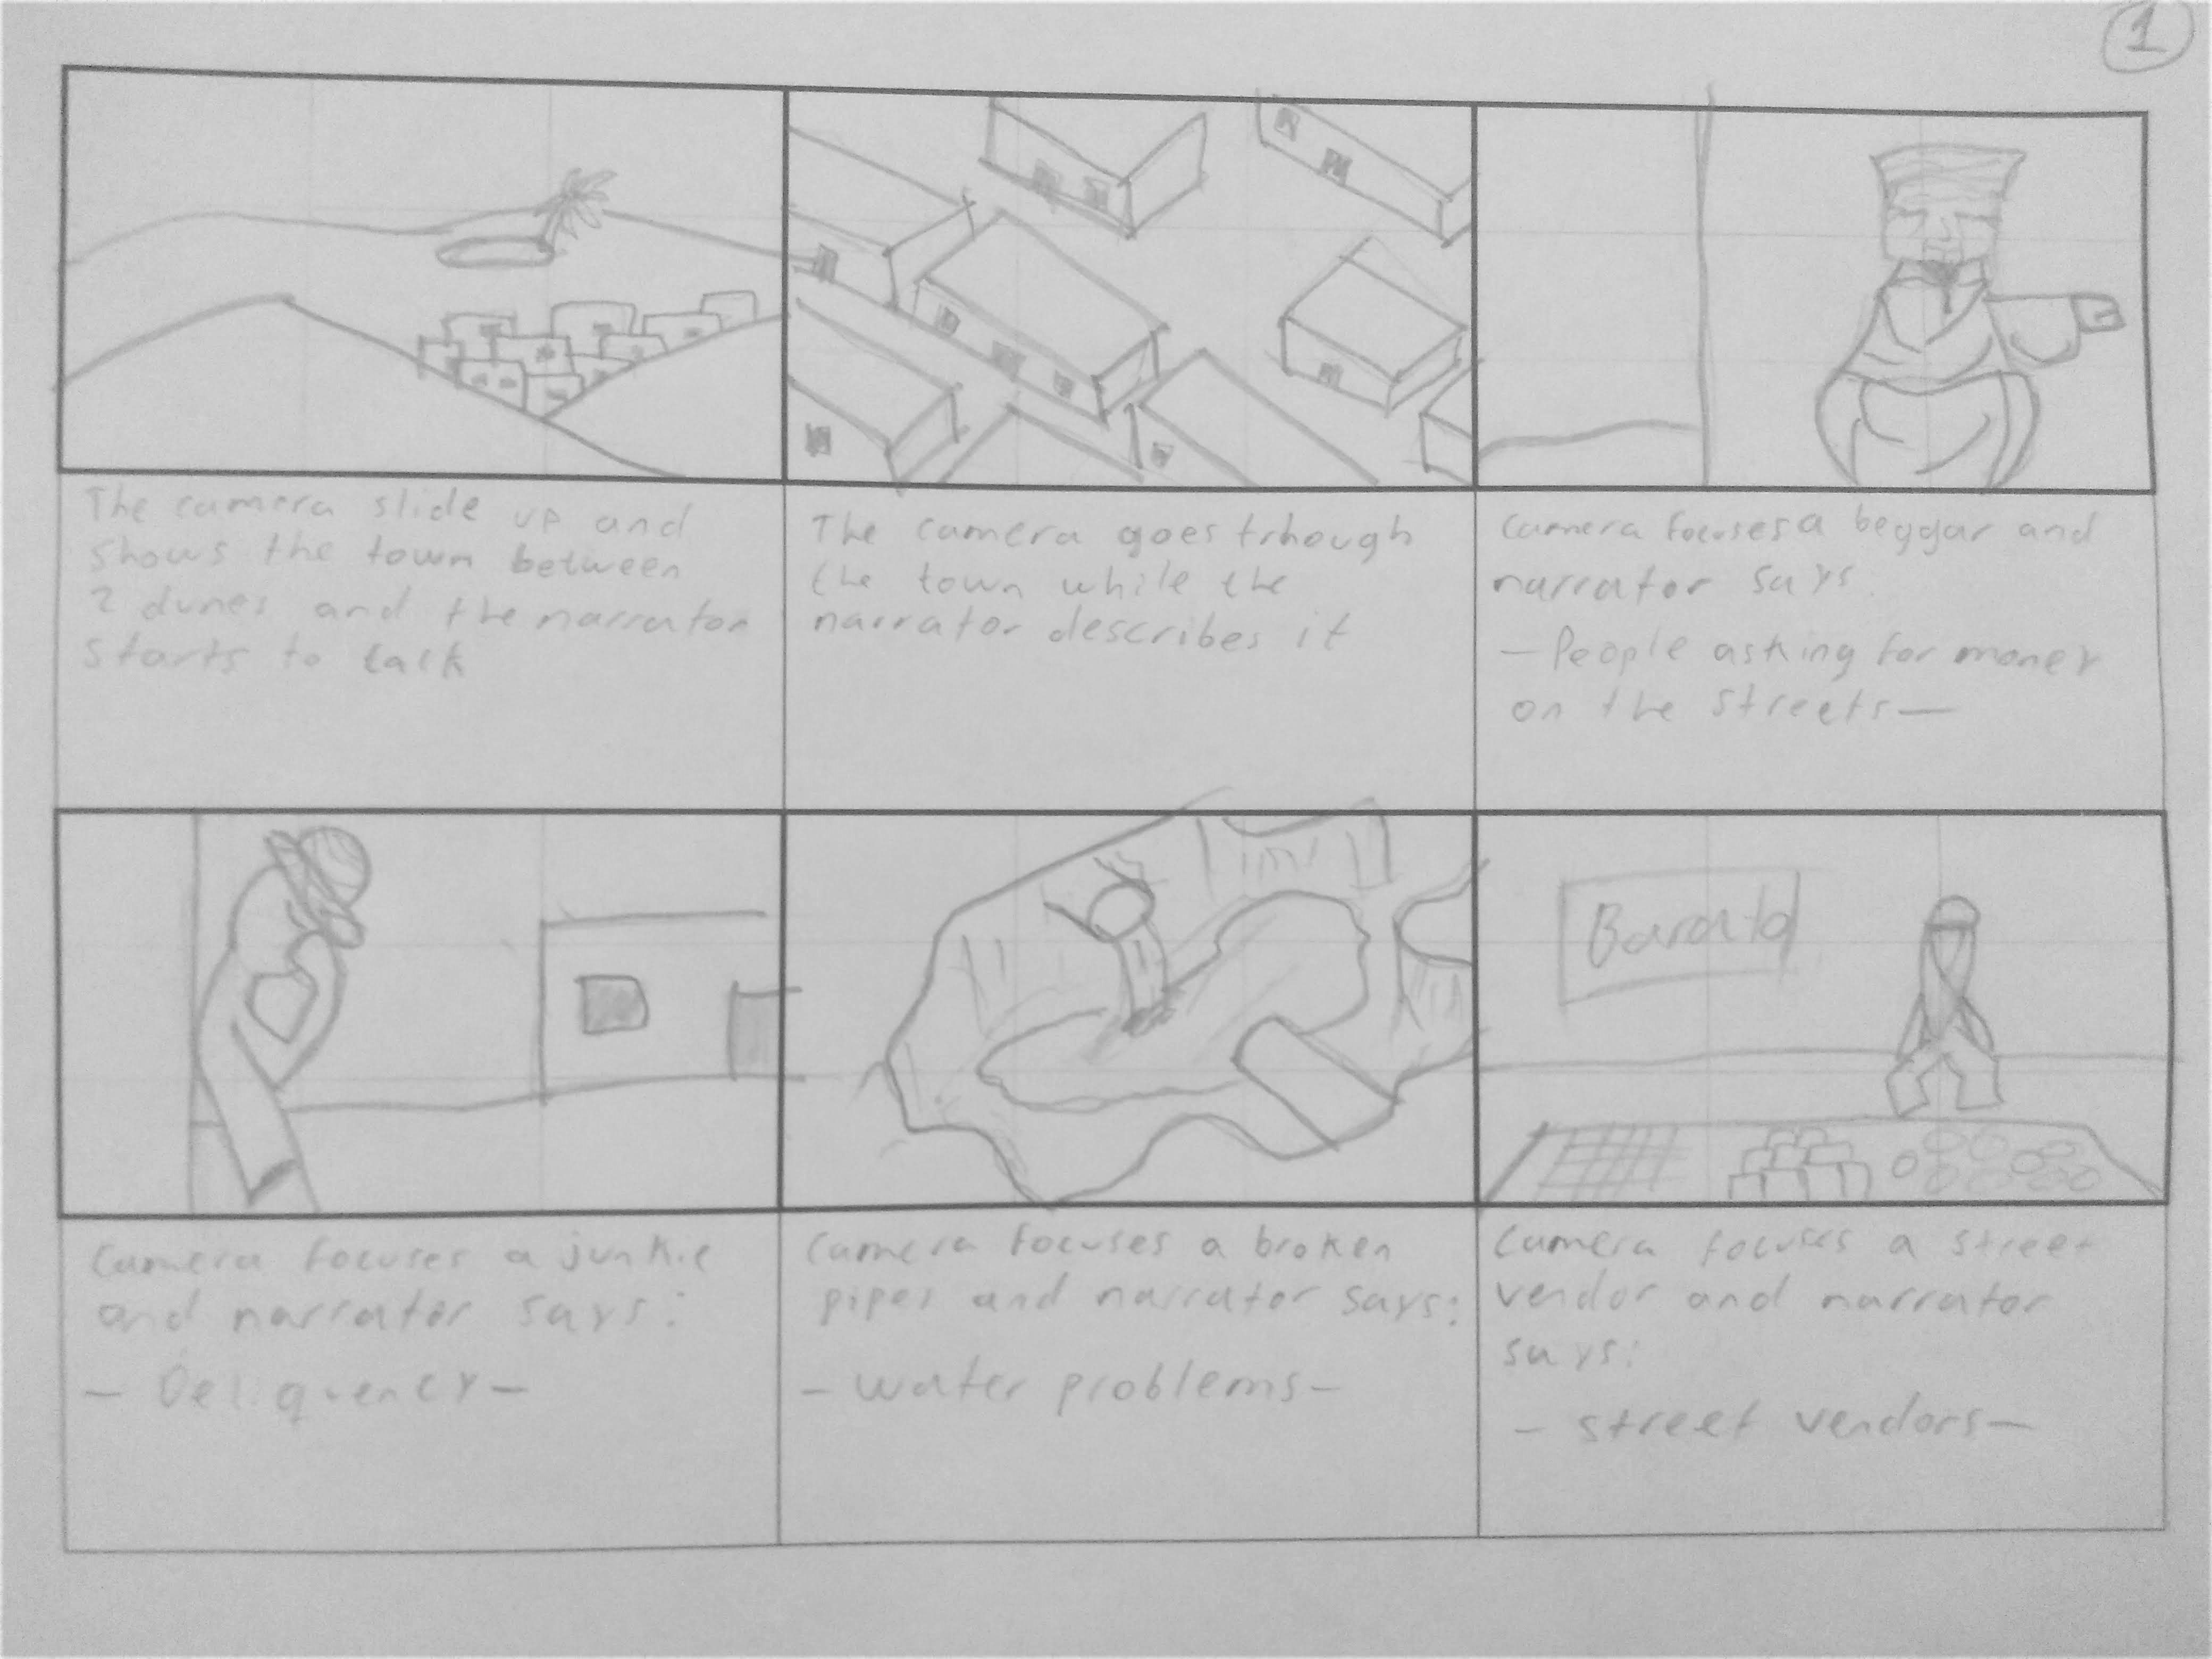 1
The camera slide up and
shows the town between
2 dunes and the narrator
starts to talk
The camera goes trhough
the town while the
narrator describes it
camera focuses a beggar and
narrator says.
—People asking for money
on the streets—
Camera focuses a junkie
and narrator says:
— Deliquency—
Camera focuses a broken
pipes and narrator says:
—water problems—
Barato
Camera focuses a street
vendor and narrator
says:
— street vendors—